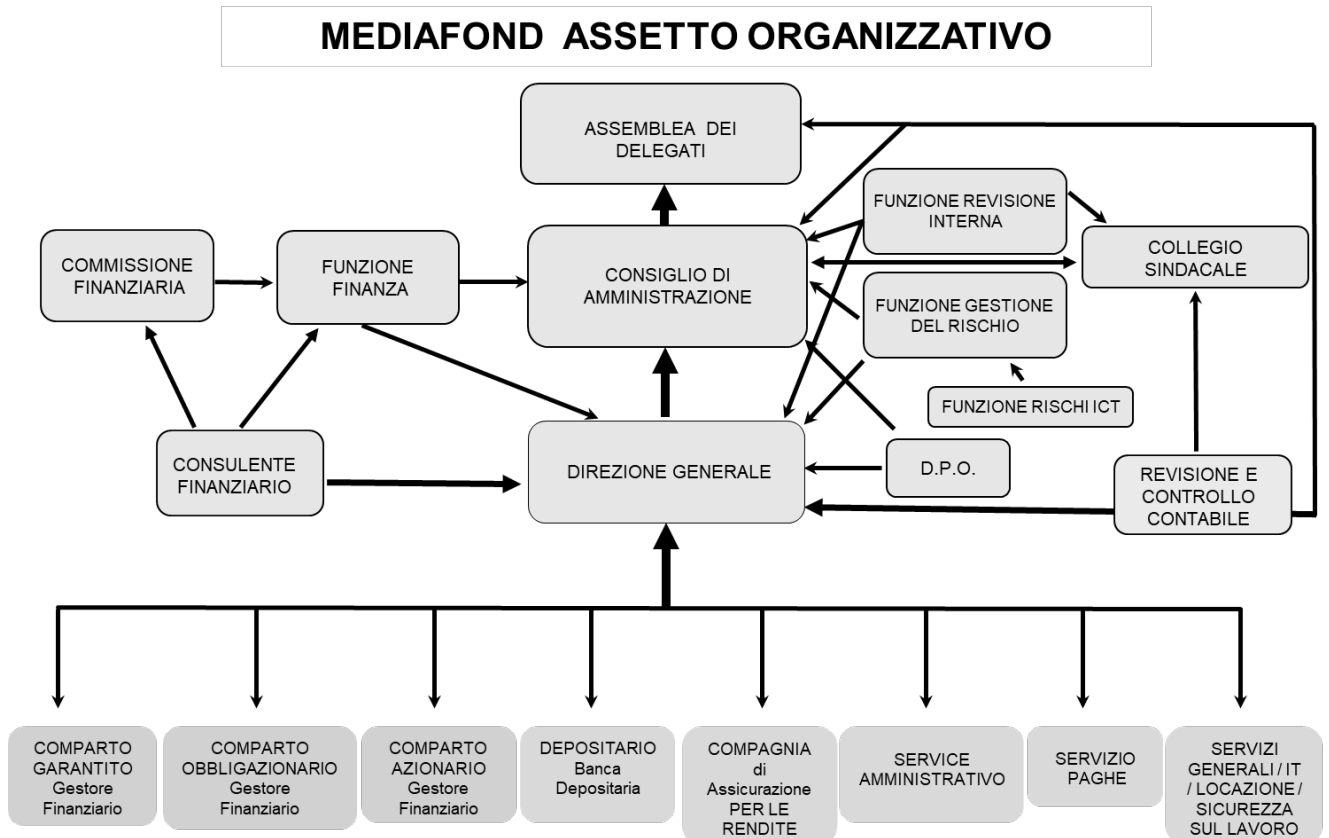 MEDIAFOND ASSETTO ORGANIZZATIVO
ASSEMBLEA DEI
DELEGATI
FUNZIONE REVISIONE
INTERNA
COLLEGIO
SINDACALE
COMMISSIONE
FINANZIARIA
FUNZIONE
FINANZA
CONSIGLIO DI
AMMINISTRAZIONE
FUNZIONE GESTIONE
DEL RISCHIO
FUNZIONE RISCHI ICT
CONSULENTE
FINANZIARIO
DIREZIONE GENERALE
D.P.O.
REVISIONE E
CONTROLLO
CONTABILE
COMPARTO
GARANTITO
Gestore
Finanziario
COMPARTO
OBBLIGAZIONARIO
Gestore
Finanziario
COMPARTO
AZIONARIO
Gestore
Finanziario
DEPOSITARIO
Banca
Depositaria
COMPAGNIA
di
Assicurazione
PER LE
RENDITE
SERVICE
AMMINISTRATIVO
SERVIZIO
PAGHE
SERVIZI
GENERALI / IT
/ LOCAZIONE /
SICUREZZA
SUL LAVORO